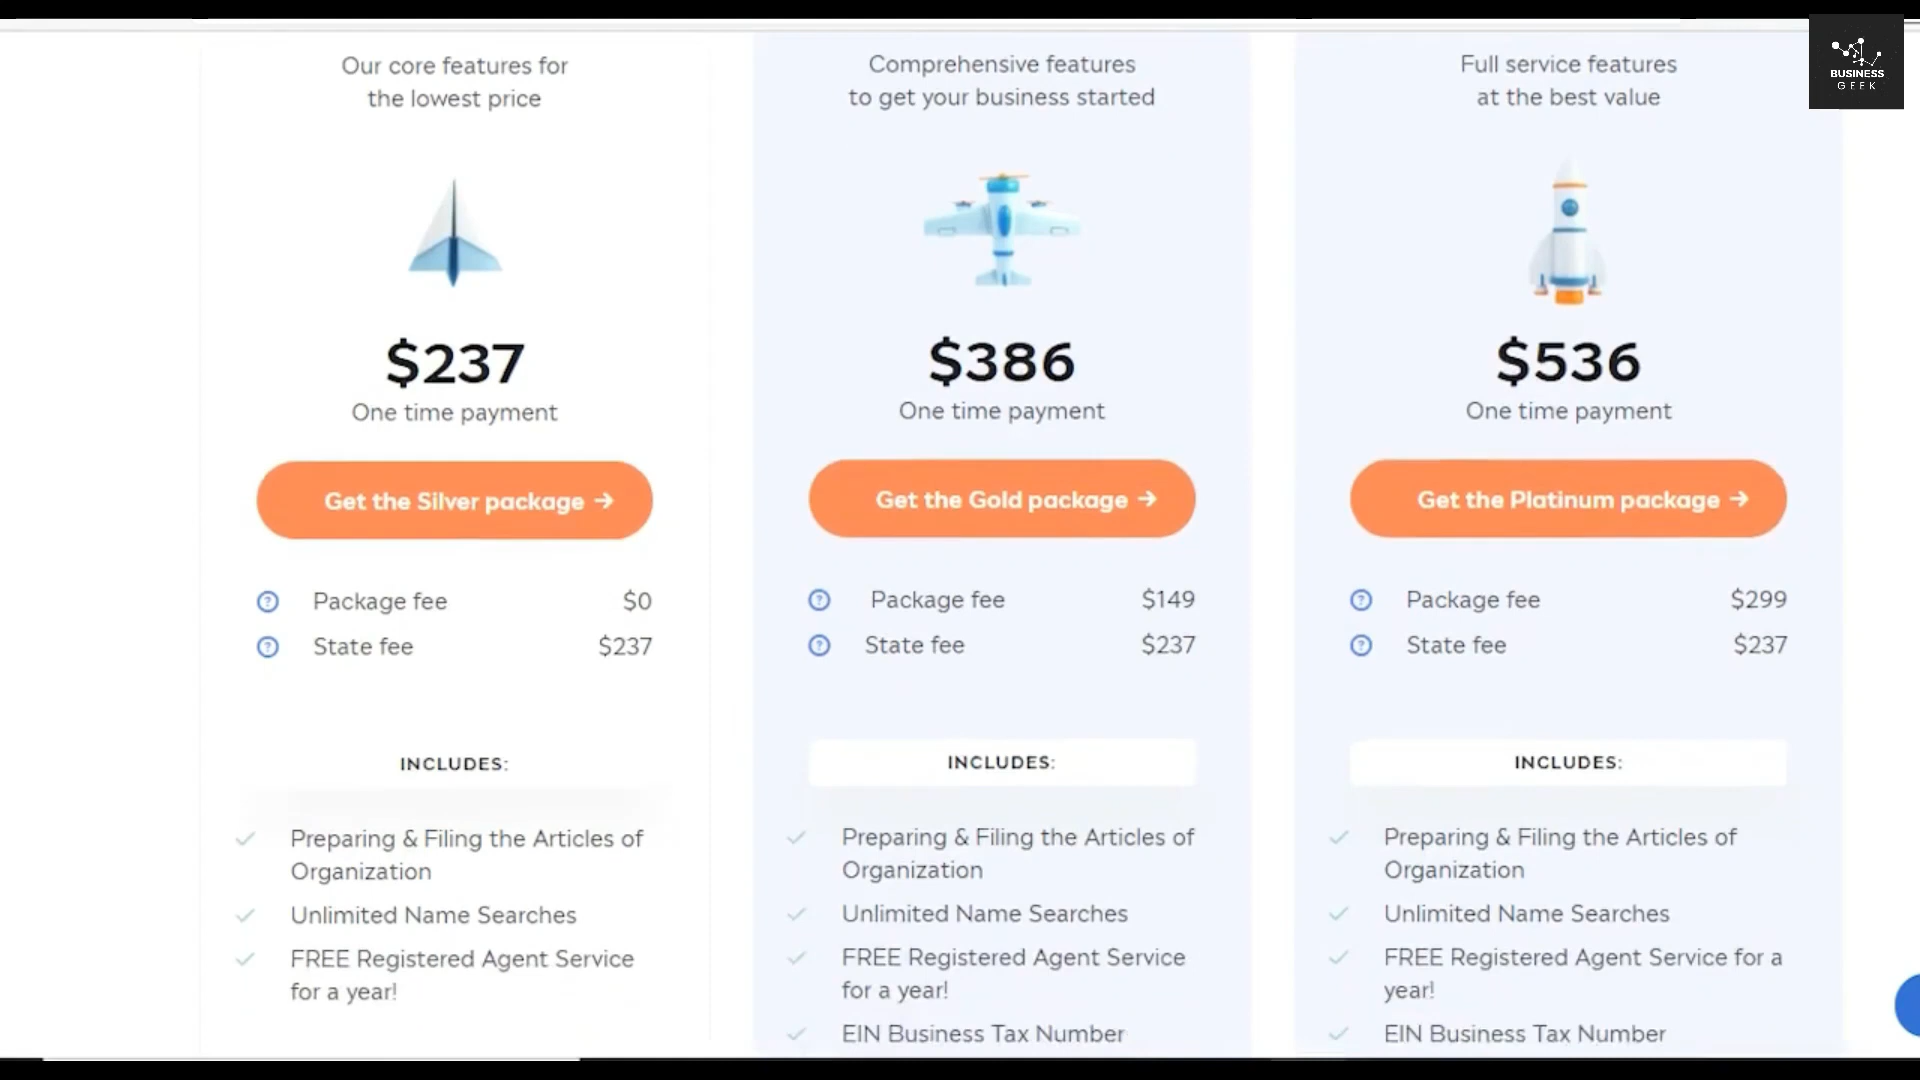 BUSINESS
GEEK
Our core features for
the lowest price
$237
One time payment
Get the Silver package →
Package fee $0
State fee $237
INCLUDES:
Preparing & Filing the Articles of
Organization
Unlimited Name Searches
FREE Registered Agent Service
for a year!
Comprehensive features
to get your business started
$386
One time payment
Get the Gold package →
Package fee $149
State fee $237
INCLUDES:
Preparing & Filing the Articles of
Organization
Unlimited Name Searches
FREE Registered Agent Service
for a year!
EIN Business Tax Number
Full service features
at the best value
$536
One time payment
Get the Platinum package →
Package fee $299
State fee $237
INCLUDES:
Preparing & Filing the Articles of
Organization
Unlimited Name Searches
FREE Registered Agent Service for a
year!
EIN Business Tax Number